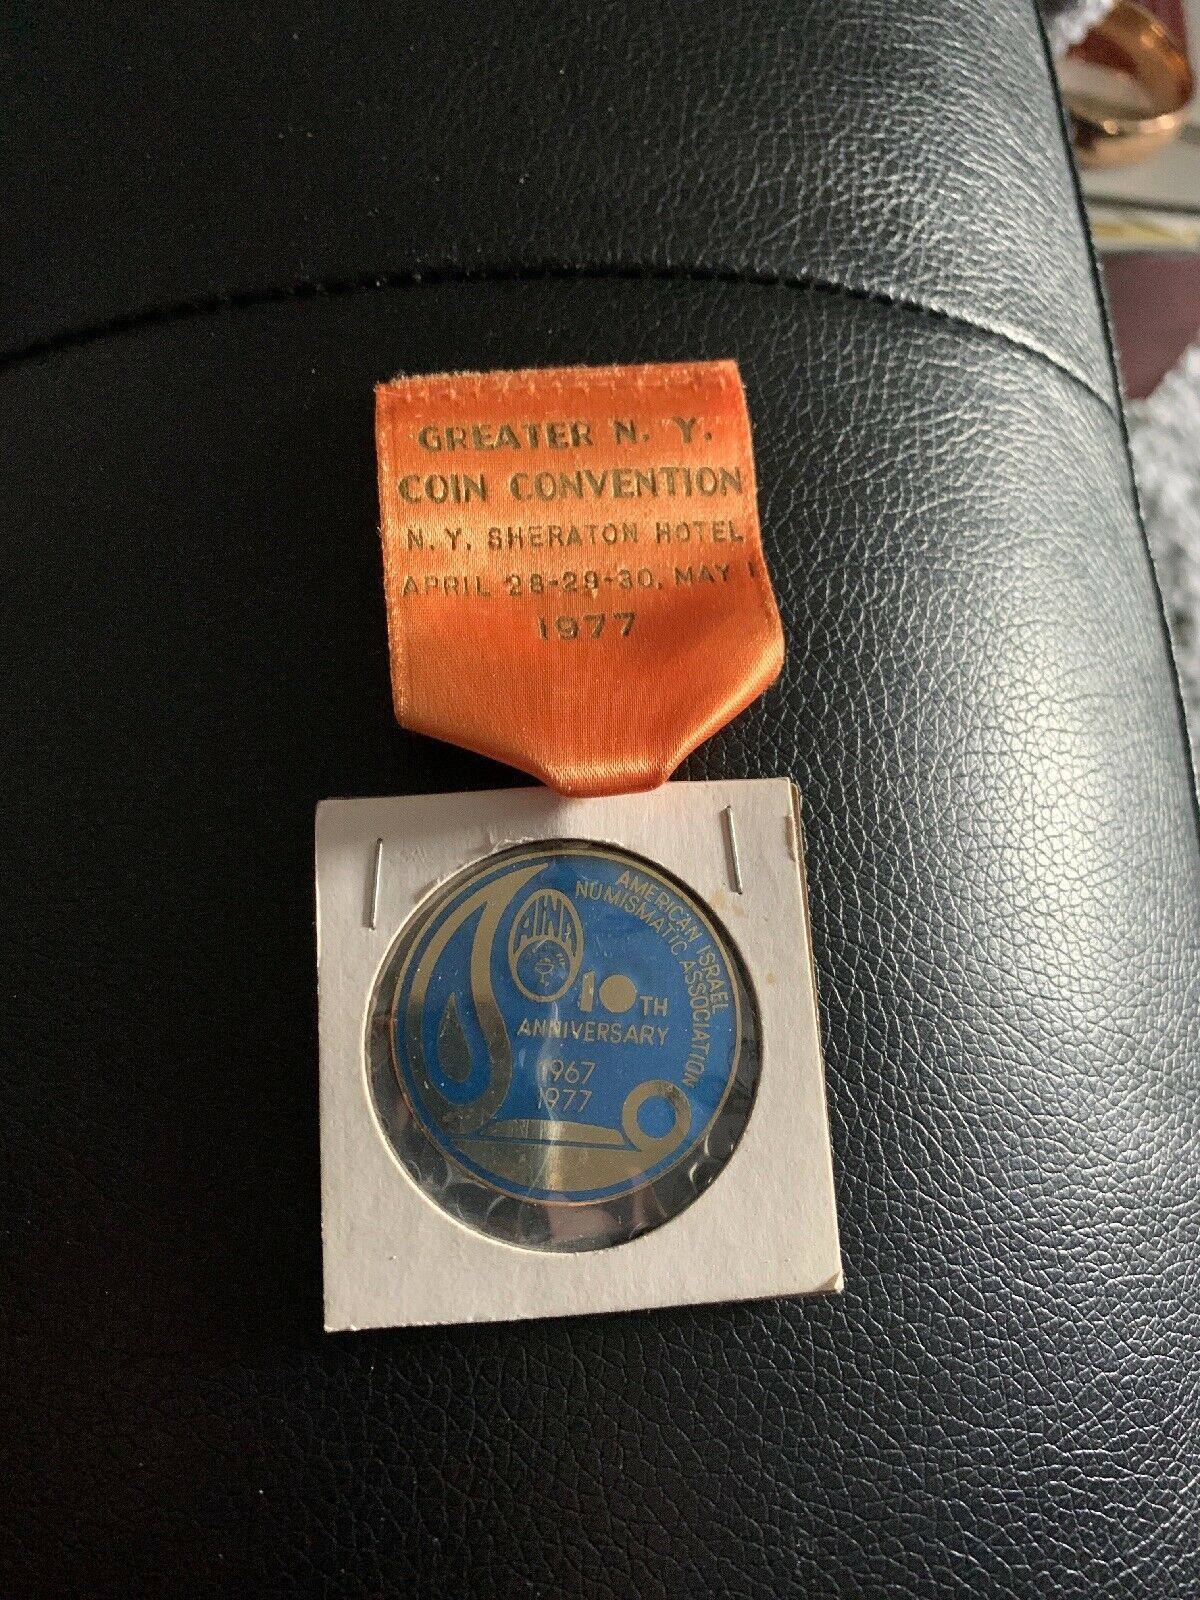 GREATER N. Y.
COIN CONVENTION
N. Y. SHERATON HOTEL
APRIL 28-29-30, MAY 1
1977
AMERICAN ISRAEL
NUMISMATIC ASSOCIATION
AINA
10TH
ANNIVERSARY
1967
1977